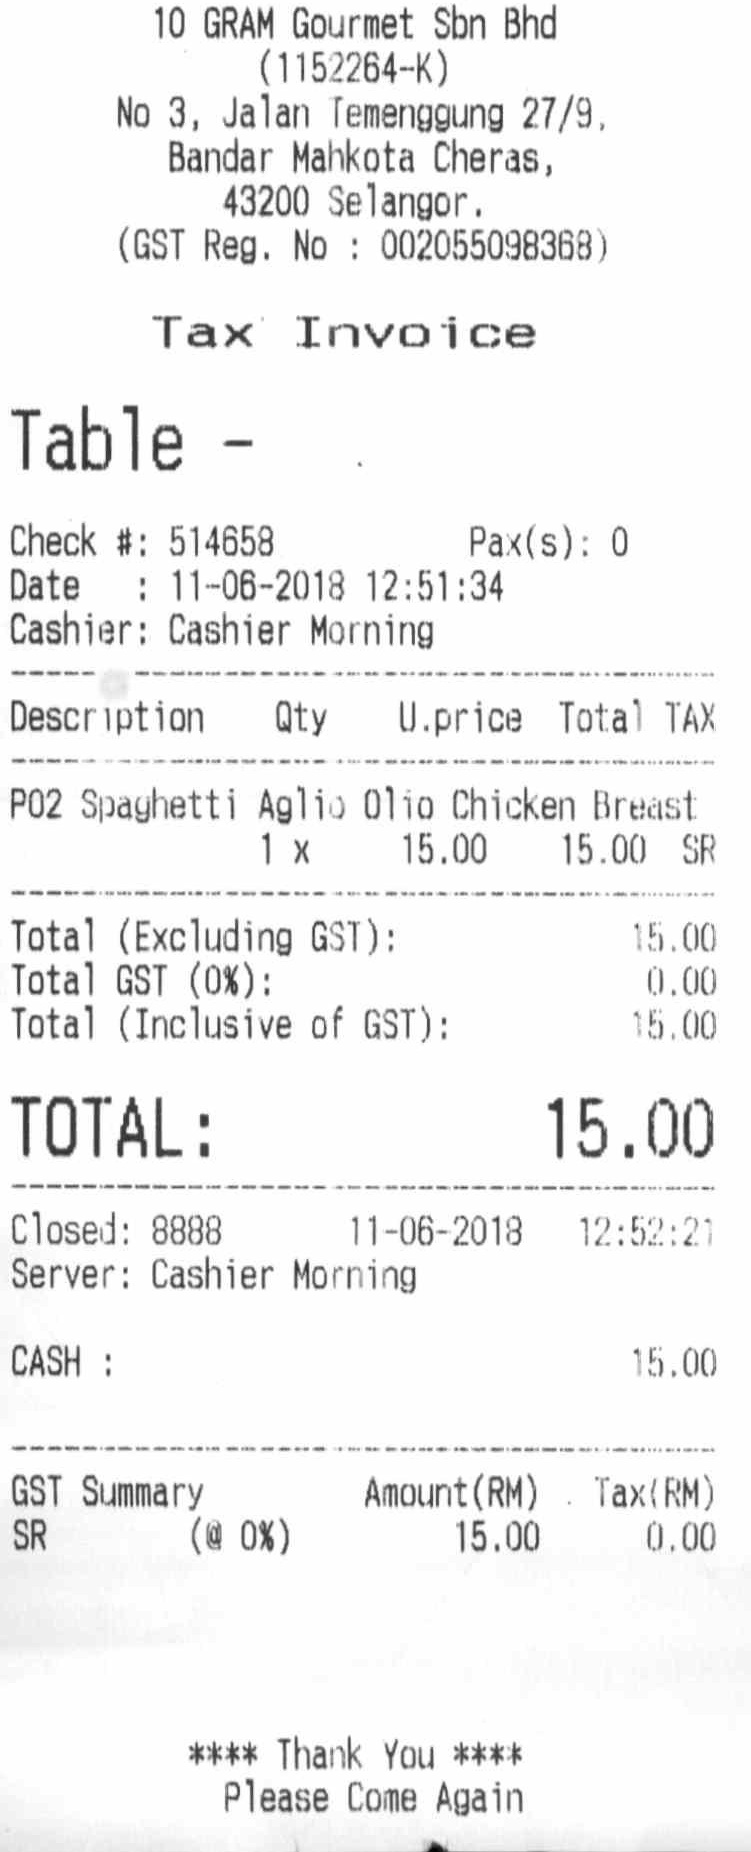 10 GRAM Gourmet Sbn Bhd
(1152264-K)
No 3, Jalan Temenggung 27/9,
Bandar Mahkota Cheras,
43200 Selangor.
(GST Reg. No : 002055098368)
Tax Invoice
Table -
Check #: 514658 Pax(s): 0
Date : 11-06-2018 12:51:34
Cashier: Cashier Morning
Description Qty U.price Total TAX
P02 Spaghetti Aglio Olio Chicken Breast
1 x 15.00 15.00 SR
Total (Excluding GST): 15.00
Total GST (0%): 0.00
Total (Inclusive of GST): 15.00
TOTAL: 15.00
Closed: 8888 11-06-2018 12:52:21
Server: Cashier Morning
CASH : 15.00
GST Summary Amount(RM) Tax(RM)
SR (@ 0%) 15.00 0.00
**** Thank You ****
Please Come Again